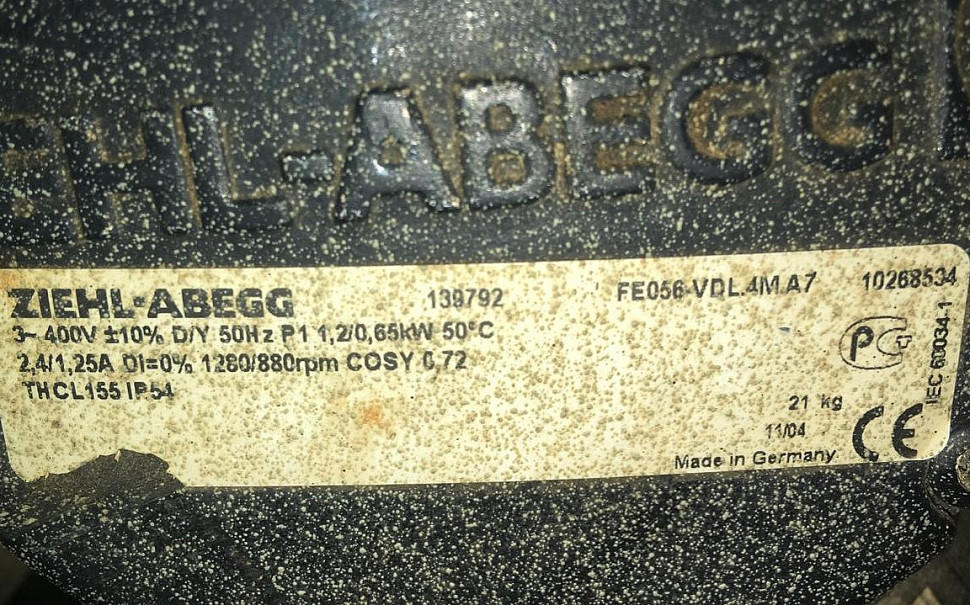 EHL-ABEGG
ZIEHL-ABEGG 139792 FE056-VDL.4M.A7 10268534
3~ 400V ±10% D/Y 50Hz P1 1,2/0,65kW 50°C
2,4/1,25A DI=0% 1280/880rpm COSY 0,72
THCL155 IP54
PCT
IEC 60034-1
21 kg
11/04
CE
Made in Germany